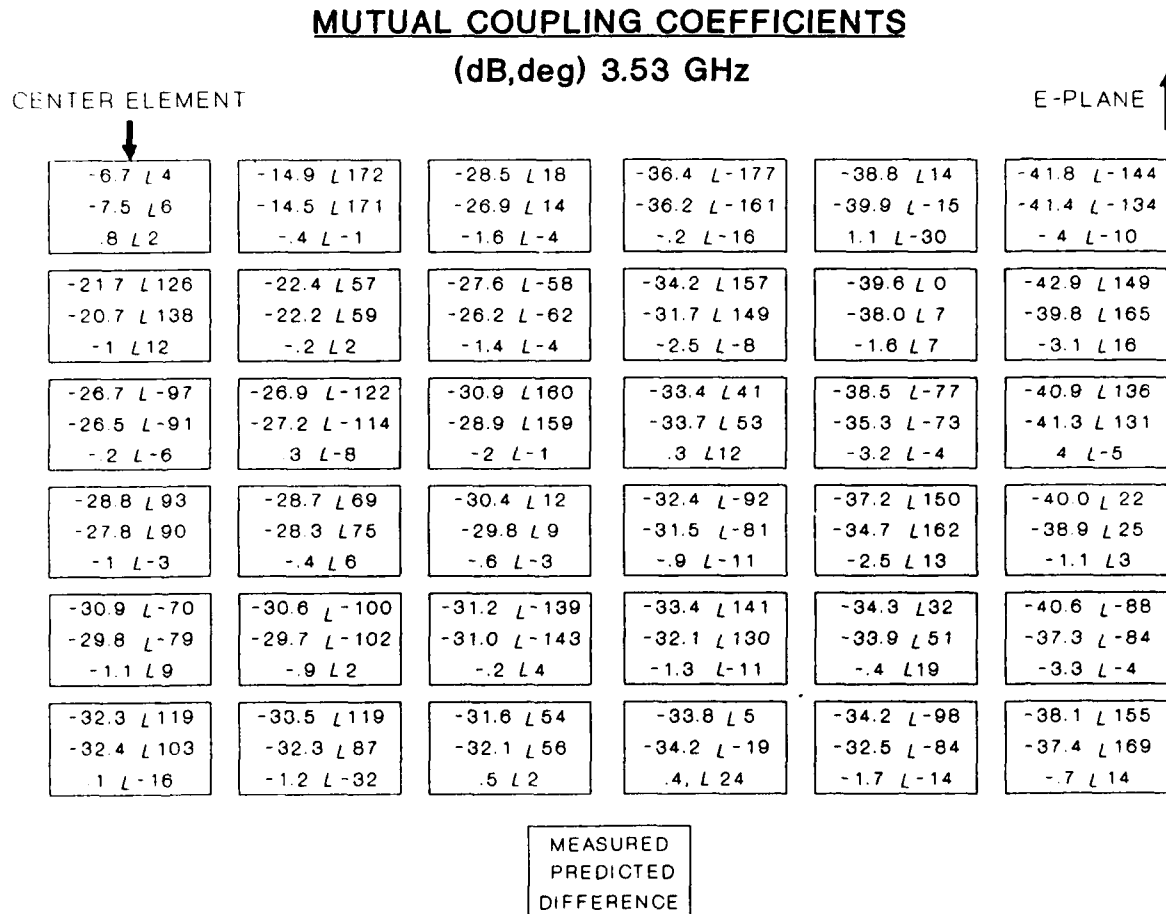 MUTUAL COUPLING COEFFICIENTS
(dB,deg) 3.53 GHz
CENTER ELEMENT
E-PLANE
-6.7 ∠4 -14.9 ∠172 -28.5 ∠18 -36.4 ∠-177 -38.8 ∠14 -41.8 ∠-144
-7.5 ∠6 -14.5 ∠171 -26.9 ∠14 -36.2 ∠-161 -39.9 ∠-15 -41.4 ∠-134
.8 ∠2 -.4 ∠-1 -1.6 ∠-4 -.2 ∠-16 1.1 ∠-30 -4 ∠-10
-21.7 ∠126 -22.4 ∠57 -27.6 ∠-58 -34.2 ∠157 -39.6 ∠0 -42.9 ∠149
-20.7 ∠138 -22.2 ∠59 -26.2 ∠-62 -31.7 ∠149 -38.0 ∠7 -39.8 ∠165
-1 ∠12 -.2 ∠2 -1.4 ∠-4 -2.5 ∠-8 -1.6 ∠7 -3.1 ∠16
-26.7 ∠-97 -26.9 ∠-122 -30.9 ∠160 -33.4 ∠41 -38.5 ∠-77 -40.9 ∠136
-26.5 ∠-91 -27.2 ∠-114 -28.9 ∠159 -33.7 ∠53 -35.3 ∠-73 -41.3 ∠131
-.2 ∠-6 .3 ∠-8 -2 ∠-1 .3 ∠12 -3.2 ∠-4 4 ∠-5
-28.8 ∠93 -28.7 ∠69 -30.4 ∠12 -32.4 ∠-92 -37.2 ∠150 -40.0 ∠22
-27.8 ∠90 -28.3 ∠75 -29.8 ∠9 -31.5 ∠-81 -34.7 ∠162 -38.9 ∠25
-1 ∠-3 -.4 ∠6 -.6 ∠-3 -.9 ∠-11 -2.5 ∠13 -1.1 ∠3
-30.9 ∠-70 -30.6 ∠-100 -31.2 ∠-139 -33.4 ∠141 -34.3 ∠32 -40.6 ∠-88
-29.8 ∠-79 -29.7 ∠-102 -31.0 ∠-143 -32.1 ∠130 -33.9 ∠51 -37.3 ∠-84
-1.1 ∠9 -.9 ∠2 -.2 ∠4 -1.3 ∠-11 -.4 ∠19 -3.3 ∠-4
-32.3 ∠119 -33.5 ∠119 -31.6 ∠54 -33.8 ∠5 -34.2 ∠-98 -38.1 ∠155
-32.4 ∠103 -32.3 ∠87 -32.1 ∠56 -34.2 ∠-19 -32.5 ∠-84 -37.4 ∠169
.1 ∠-16 -1.2 ∠-32 .5 ∠2 .4, ∠24 -1.7 ∠-14 -.7 ∠14
MEASURED
PREDICTED
DIFFERENCE